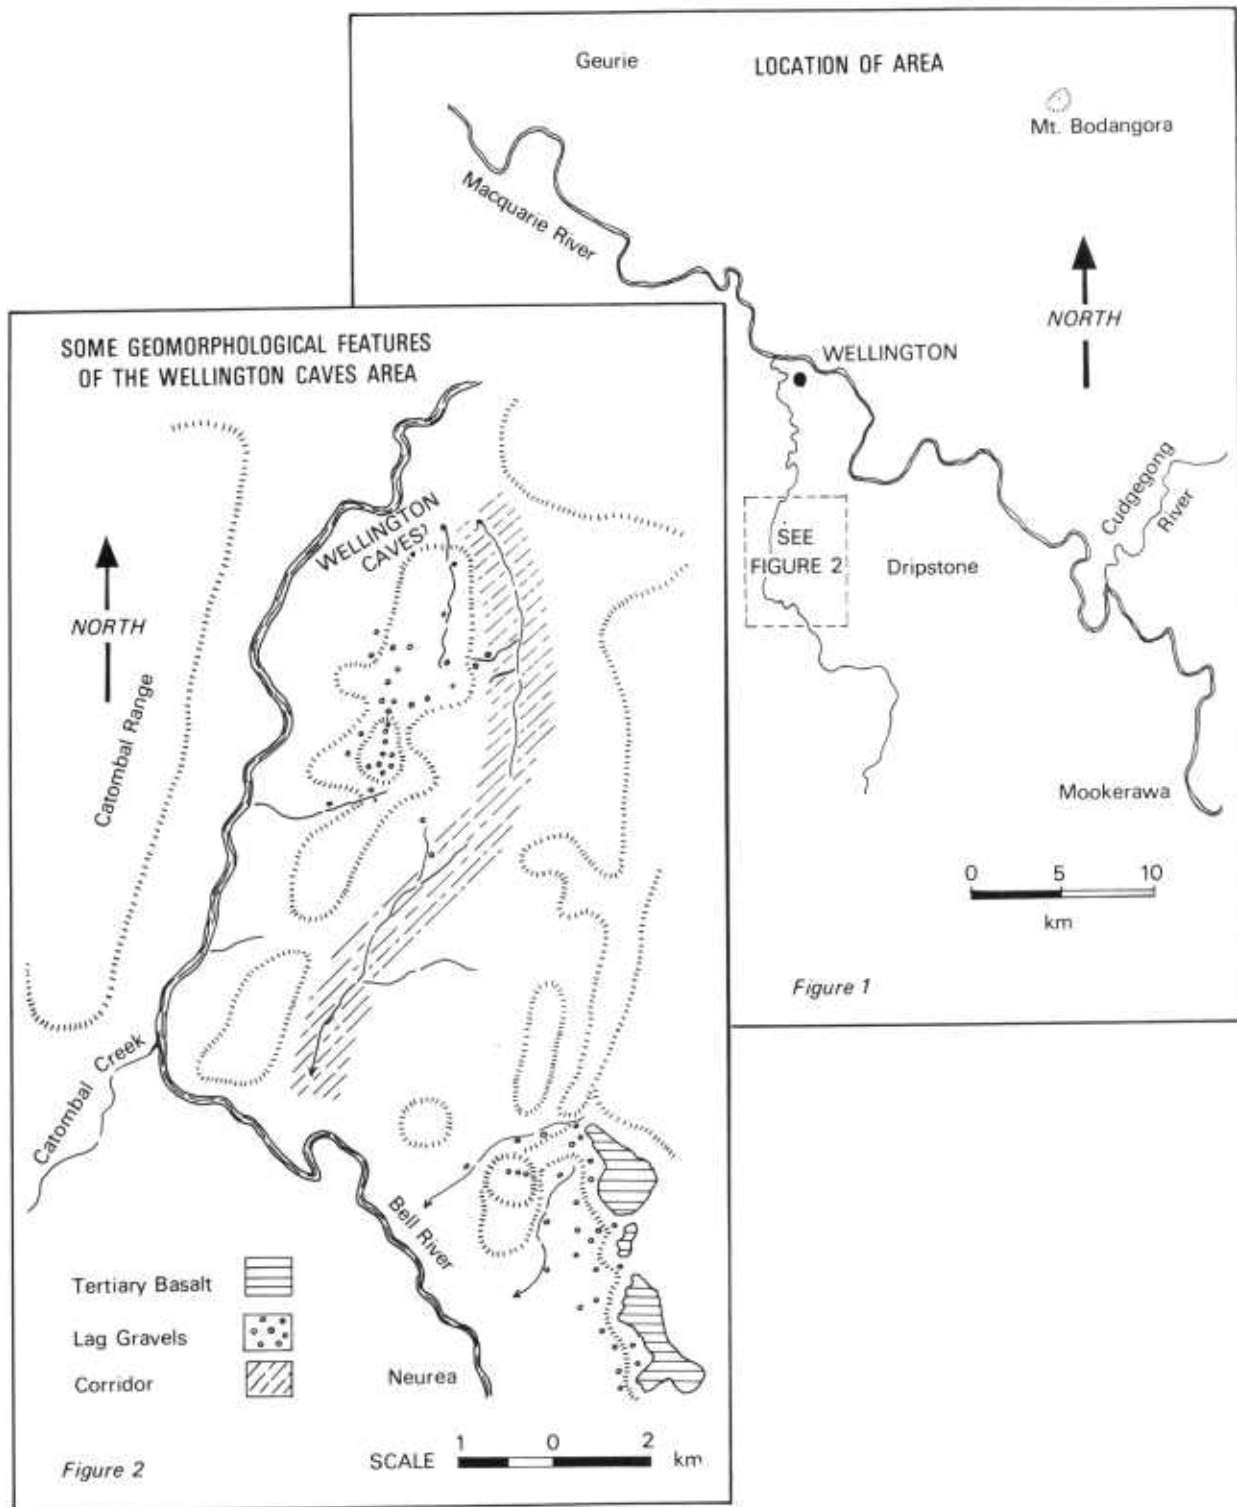 Geurie
LOCATION OF AREA
Mt. Bodangora
Macquarie River
NORTH
WELLINGTON
Cudgegong
River
SEE
FIGURE 2
Dripstone
Mookerawa
0 5 10
km
Figure 1
SOME GEOMORPHOLOGICAL FEATURES
OF THE WELLINGTON CAVES AREA
WELLINGTON
CAVES
NORTH
Catombal Range
Catombal Creek
Bell River
Tertiary Basalt
Lag Gravels
Corridor
Neurea
1 0 2
SCALE km
Figure 2